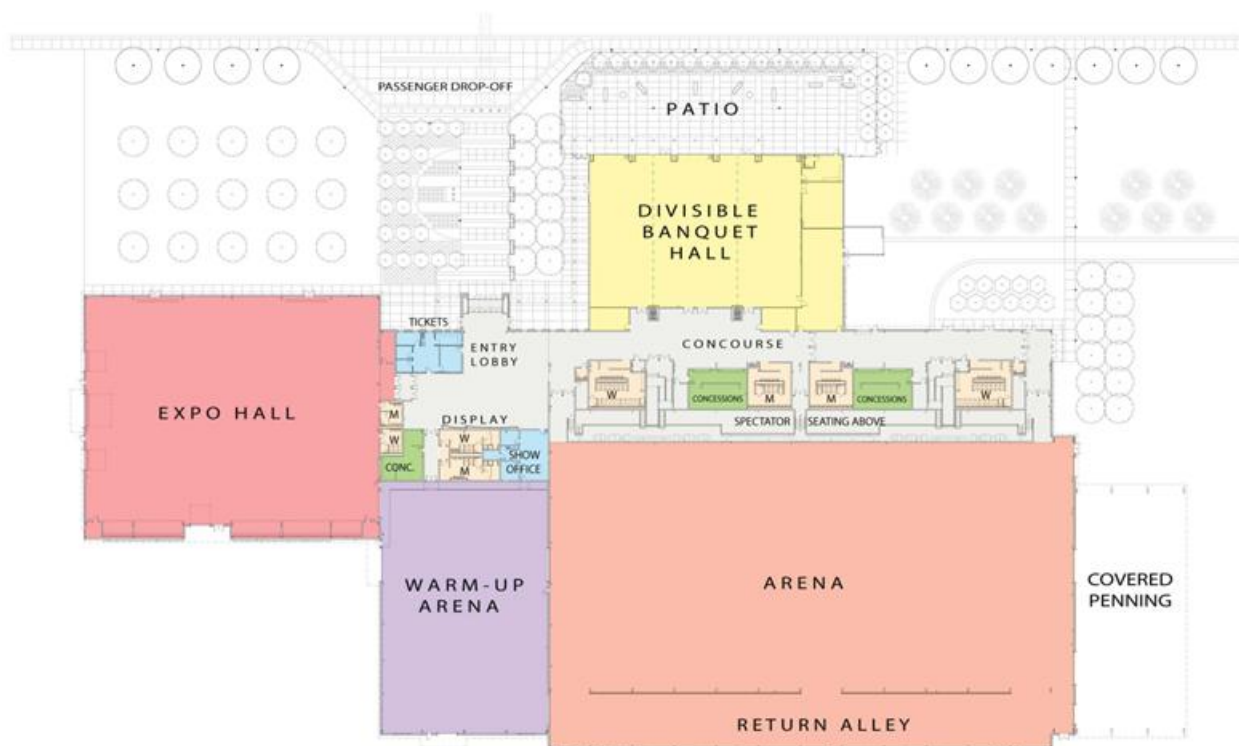 PASSENGER DROP-OFF
PATIO
DIVISIBLE
BANQUET
HALL
TICKETS
ENTRY
LOBBY
CONCOURSE
EXPO HALL
M
W
CONC.
DISPLAY
W
M
SHOW
OFFICE
W
CONCESSIONS
M
M
CONCESSIONS
W
SPECTATOR
SEATING ABOVE
WARM-UP
ARENA
ARENA
COVERED
PENNING
RETURN ALLEY